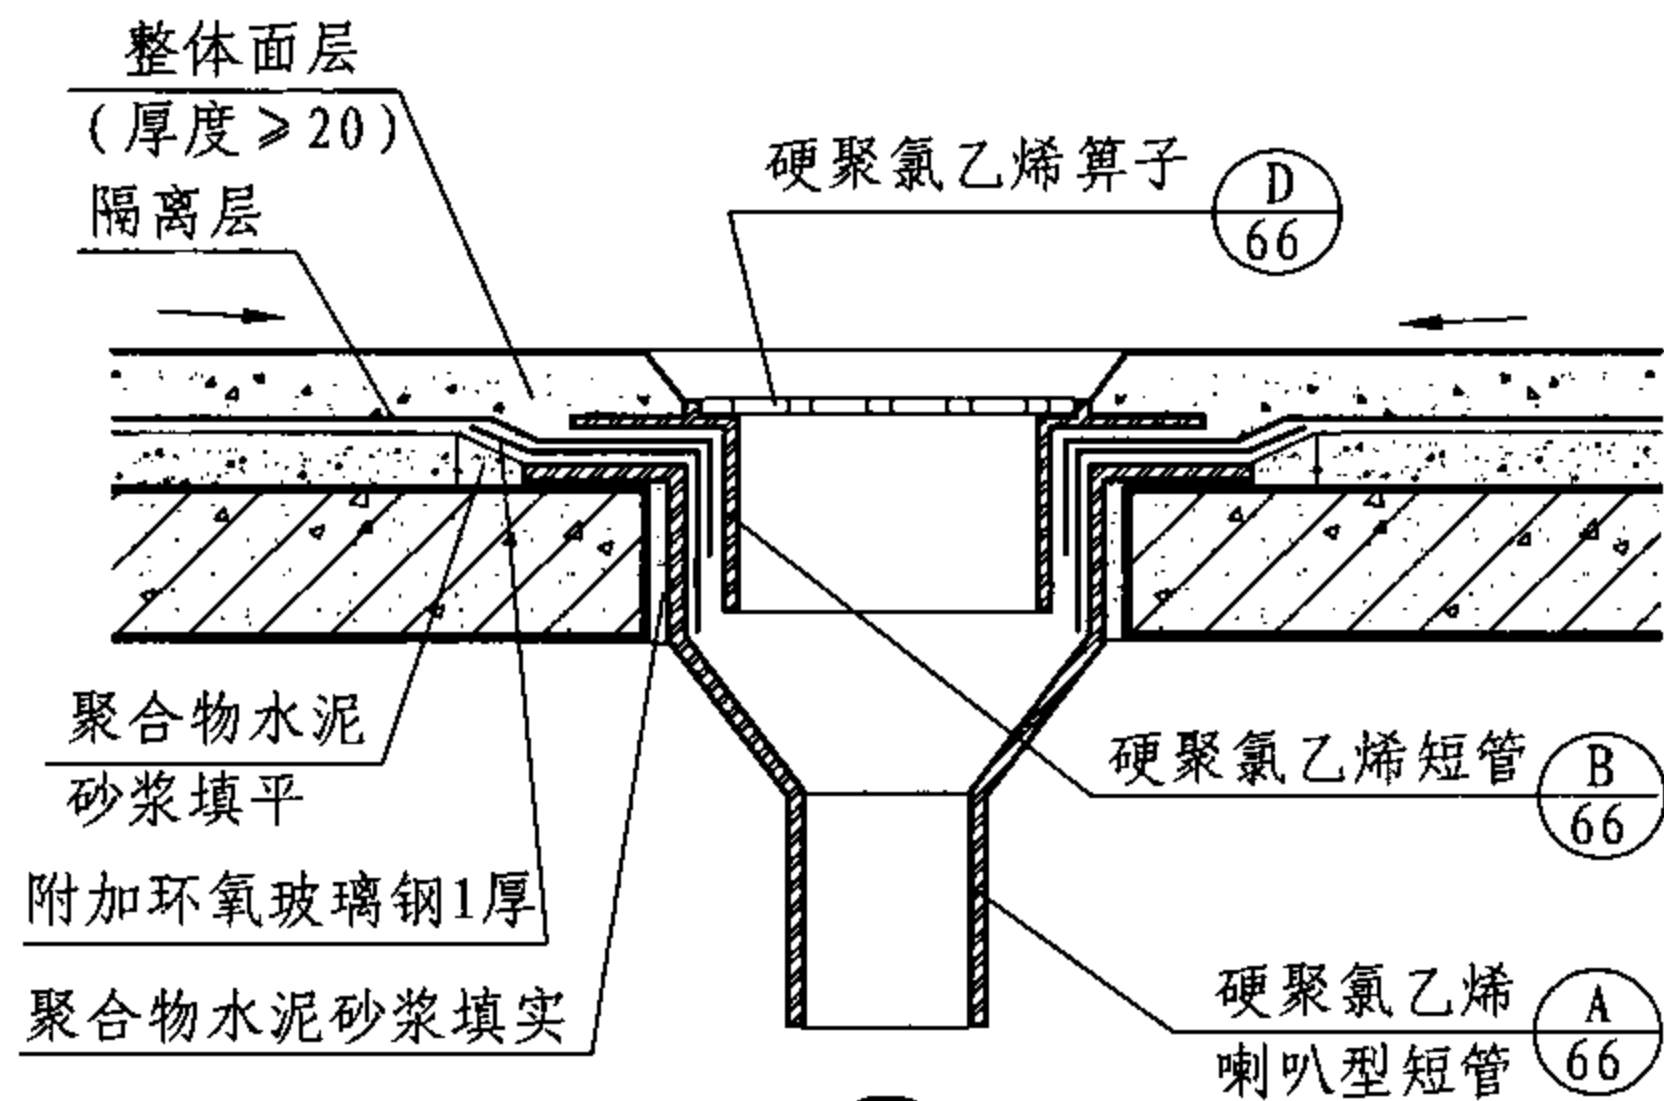 整体面层
(厚度≥20)
隔离层
硬聚氯乙烯箅子
D
66
聚合物水泥
砂浆填平
附加环氧玻璃钢1厚
聚合物水泥砂浆填实
硬聚氯乙烯短管
B
66
硬聚氯乙烯
喇叭型短管
A
66